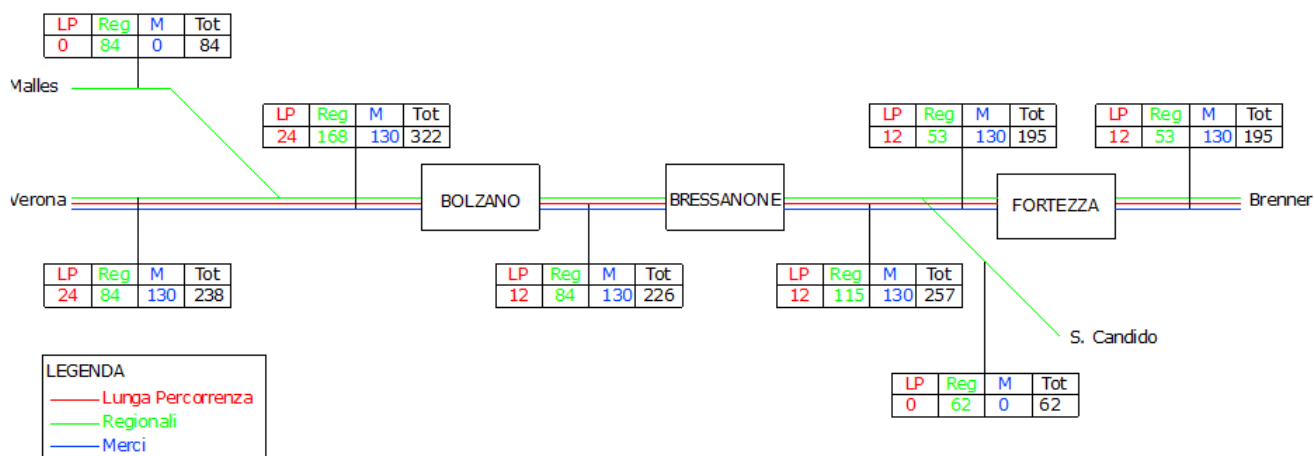 LP Reg M Tot
0 84 0 84
Malles
LP Reg M Tot
24 168 130 322
LP Reg M Tot
12 53 130 195
LP Reg M Tot
12 53 130 195
Verona
BOLZANO
BRESSANONE
FORTEZZA
Brenner
LP Reg M Tot
24 84 130 238
LP Reg M Tot
12 84 130 226
LP Reg M Tot
12 115 130 257
S. Candido
LP Reg M Tot
0 62 0 62
LEGENDA
Lunga Percorrenza
Regionali
Merci